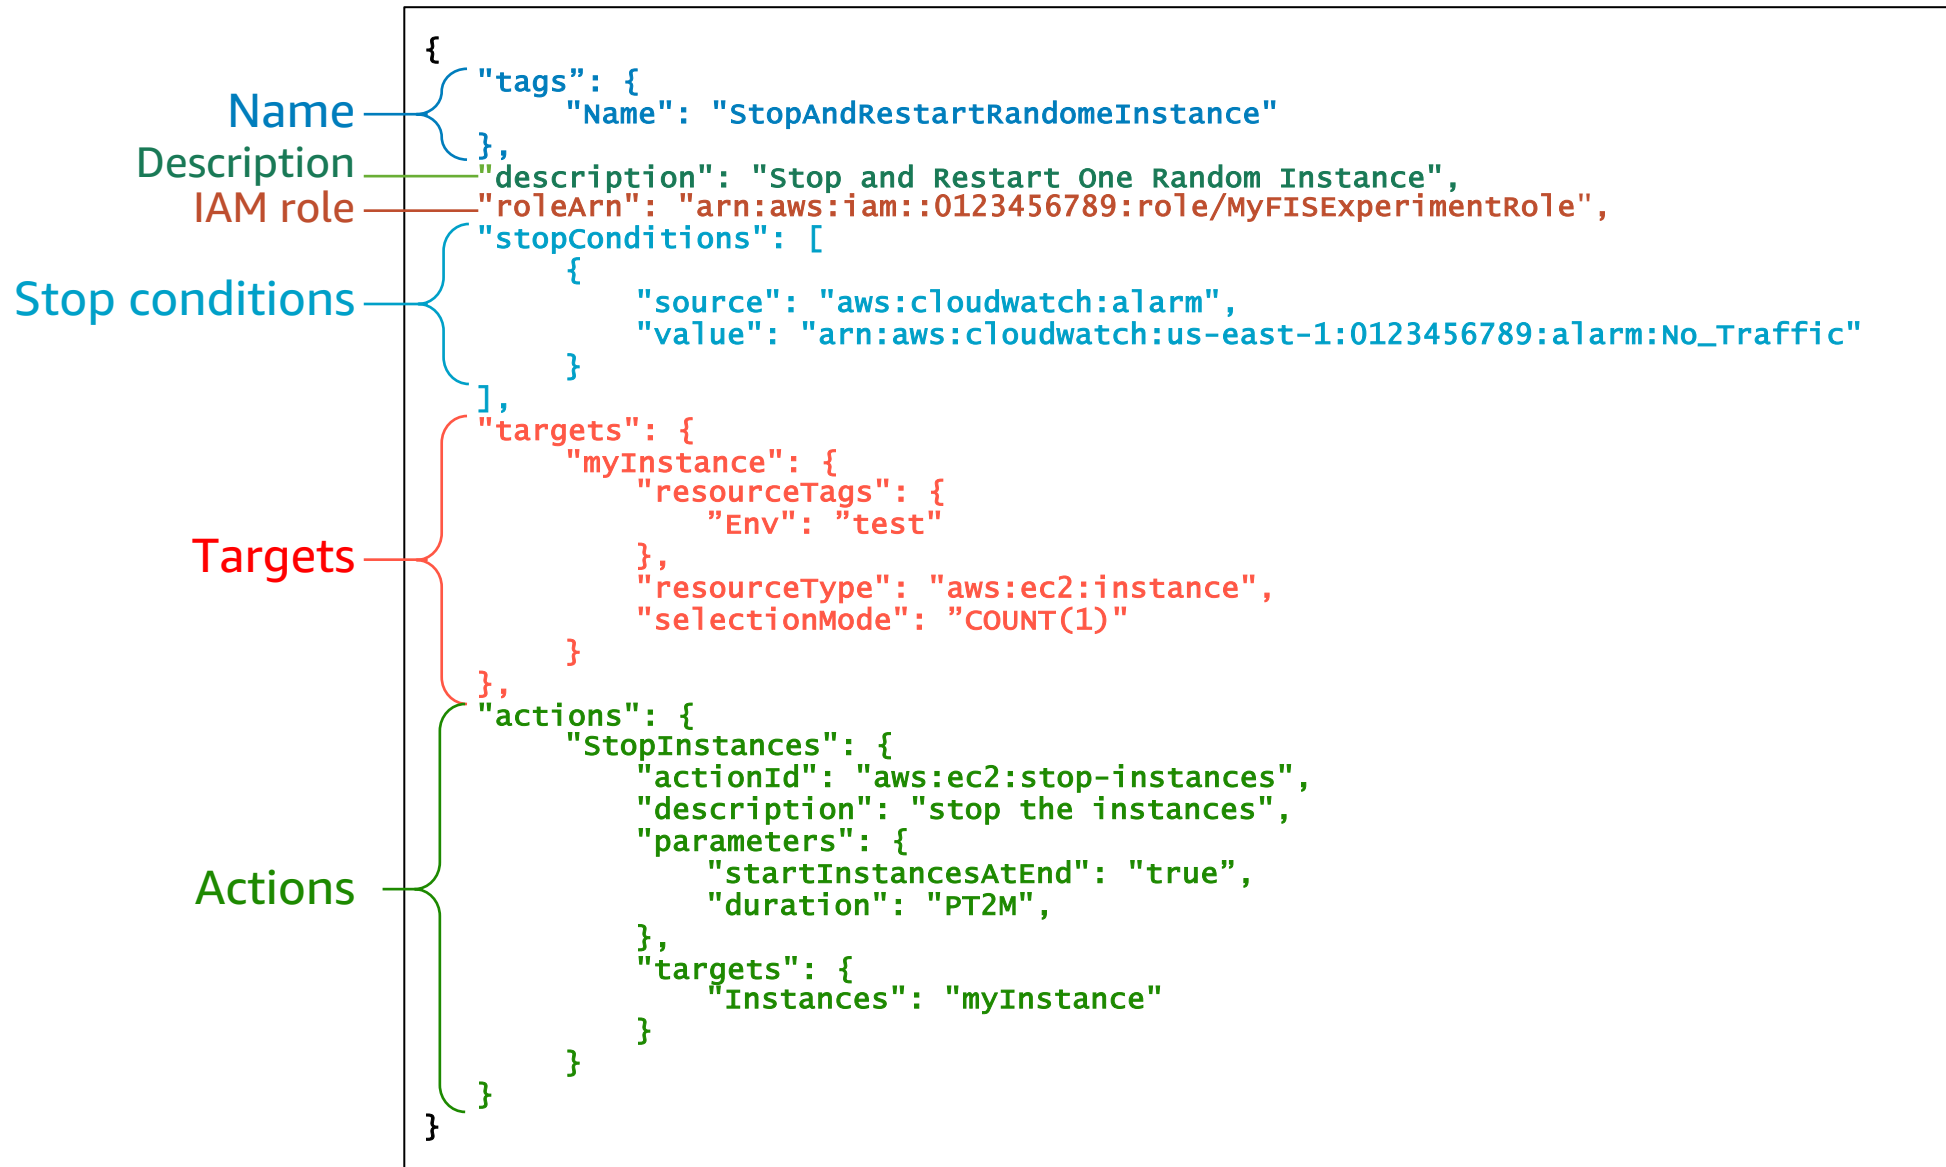 {
"tags”: {
Name
"Name": "StopAndRestartRandomeInstance"
},
Description
"description": "Stop and Restart One Random Instance",
IAM role
"roleArn": "arn:aws:iam::0123456789:role/MyFISExperimentRole",
"stopConditions": [
{
Stop conditions
"source": "aws:cloudwatch:alarm",
"value": "arn:aws:cloudwatch:us-east-1:0123456789:alarm:No_Traffic"
}
],
"targets": {
"myInstance": {
"resourceTags": {
”Env": ”test"
Targets
},
"resourceType": "aws:ec2:instance",
"selectionMode": ”COUNT(1)"
}
},
"actions": {
"StopInstances": {
"actionId": "aws:ec2:stop-instances",
"description": "stop the instances",
"parameters": {
Actions
"startInstancesAtEnd": "true”,
"duration": "PT2M",
},
"targets": {
"Instances": "myInstance"
}
}
}
}